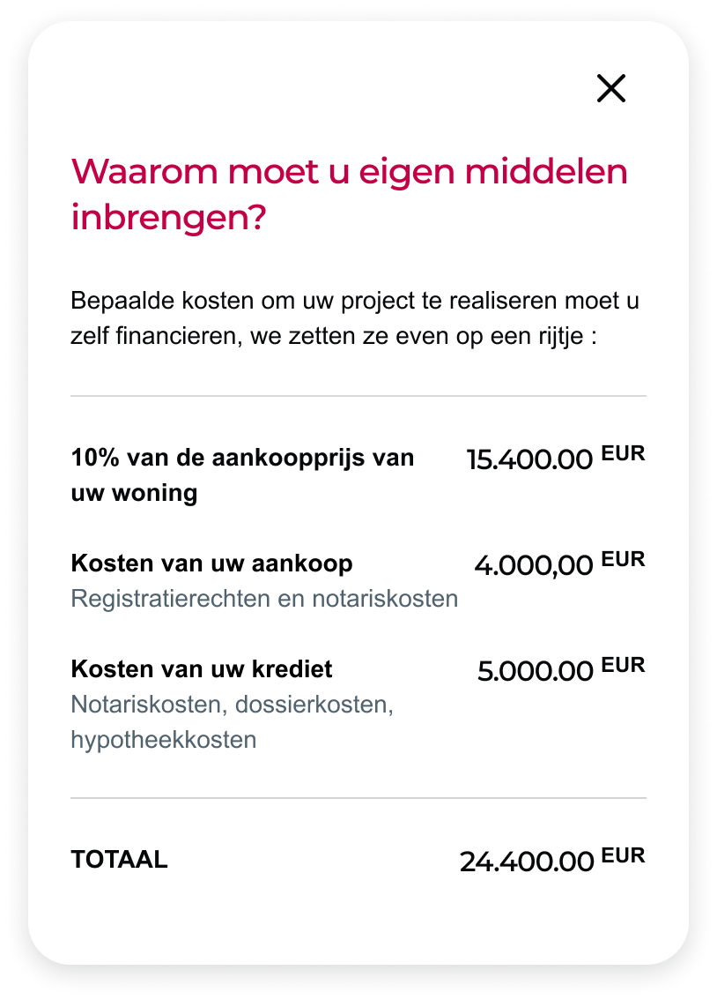 Waarom moet u eigen middelen
inbrengen?
Bepaalde kosten om uw project te realiseren moet u
zelf financieren, we zetten ze even op een rijtje :
10% van de aankoopprijs van 15.400.00 EUR
uw woning
Kosten van uw aankoop 4.000,00 EUR
Registratierechten en notariskosten
Kosten van uw krediet 5.000.00 EUR
Notariskosten, dossierkosten,
hypotheekkosten
TOTAAL 24.400.00 EUR